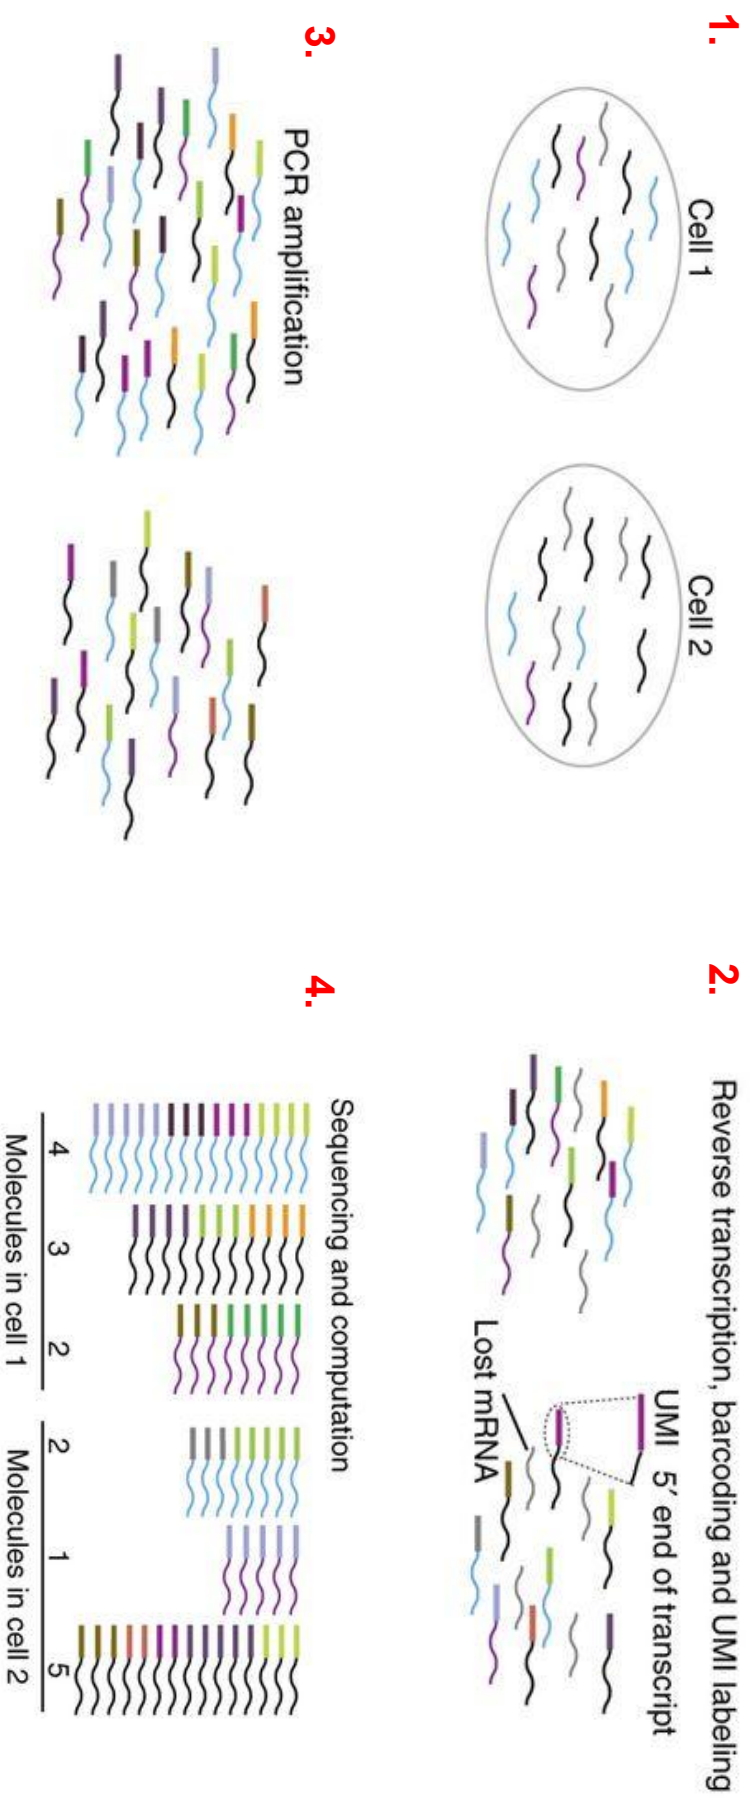 1.
Cell 1
Cell 2
2.
Reverse transcription, barcoding and UMI labeling
UMI
5′ end of transcript
Lost mRNA
3.
PCR amplification
4.
Sequencing and computation
4 3 2
Molecules in cell 1
2 1 5
Molecules in cell 2